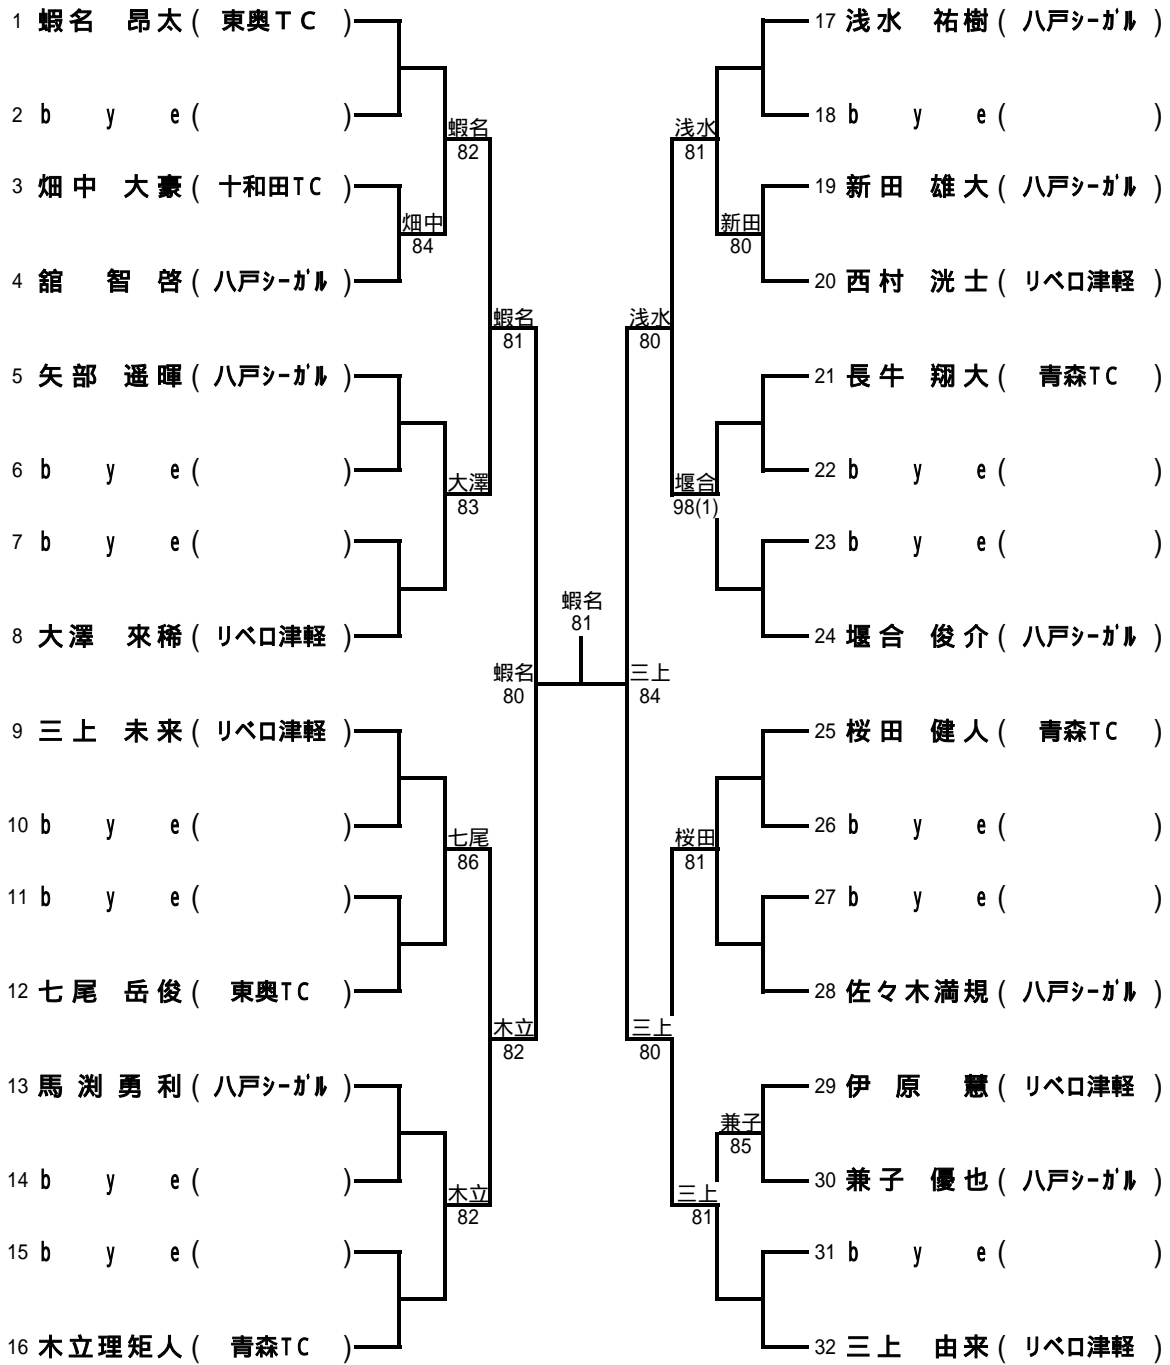 1 蝦名 昂太 ( 東奥TC )
2 bye ( )
3 畑中 大豪 ( 十和田TC )
4 舘 智啓 ( 八戸シーガル )
5 矢部 遥暉 ( 八戸シーガル )
6 bye ( )
7 bye ( )
8 大澤 來稀 ( リベロ津軽 )
9 三上 未来 ( リベロ津軽 )
10 bye ( )
11 bye ( )
12 七尾 岳俊 ( 東奥TC )
13 馬渕勇利 ( 八戸シーガル )
14 bye ( )
15 bye ( )
16 木立理矩人 ( 青森TC )
畑中
84
蝦名
82
大澤
83
七尾
86
木立
82
蝦名
81
木立
82
蝦名
80
蝦名
81
三上
84
浅水
80
三上
80
浅水
81
堰合
98(1)
桜田
81
三上
81
新田
80
兼子
85
17 浅水 祐樹 ( 八戸シーガル )
18 bye ( )
19 新田 雄大 ( 八戸シーガル )
20 西村 洸士 ( リベロ津軽 )
21 長牛 翔大 ( 青森TC )
22 bye ( )
23 bye ( )
24 堰合 俊介 ( 八戸シーガル )
25 桜田 健人 ( 青森TC )
26 bye ( )
27 bye ( )
28 佐々木満規 ( 八戸シーガル )
29 伊原 慧 ( リベロ津軽 )
30 兼子 優也 ( 八戸シーガル )
31 bye ( )
32 三上 由来 ( リベロ津軽 )